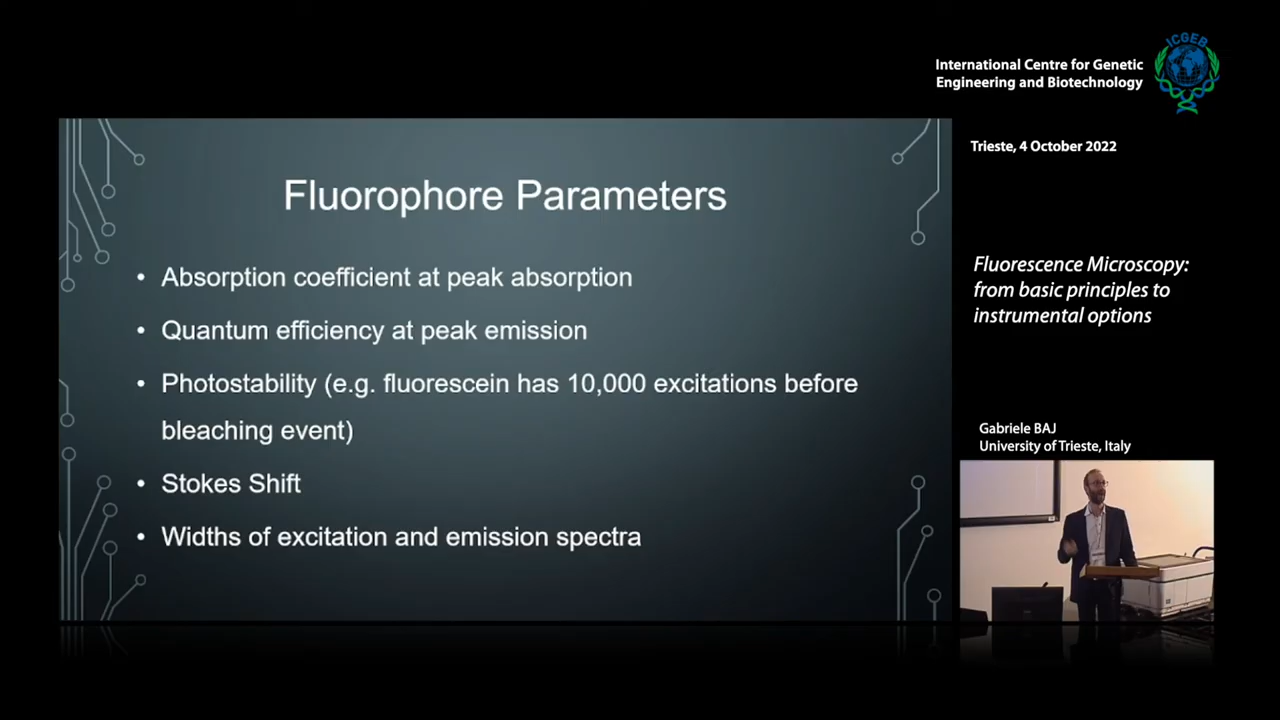 ICGEB
International Centre for Genetic
Engineering and Biotechnology
Trieste, 4 October 2022
Fluorescence Microscopy:
from basic principles to
instrumental options
Gabriele BAJ
University of Trieste, Italy
Fluorophore Parameters
• Absorption coefficient at peak absorption
• Quantum efficiency at peak emission
• Photostability (e.g. fluorescein has 10,000 excitations before
bleaching event)
• Stokes Shift
• Widths of excitation and emission spectra